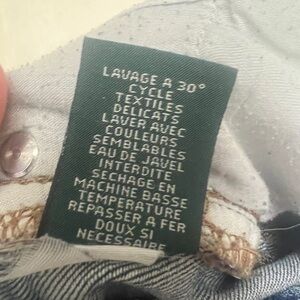 LAVAGE A 30°
CYCLE
TEXTILES
DELICATS
LAVER AVEC
COULEURS
SEMBLABLES
EAU DE JAVEL
INTERDITE
SECHAGE EN
MACHINE BASSE
TEMPERATURE
REPASSER A FER
DOUX SI
NECESSAIRE